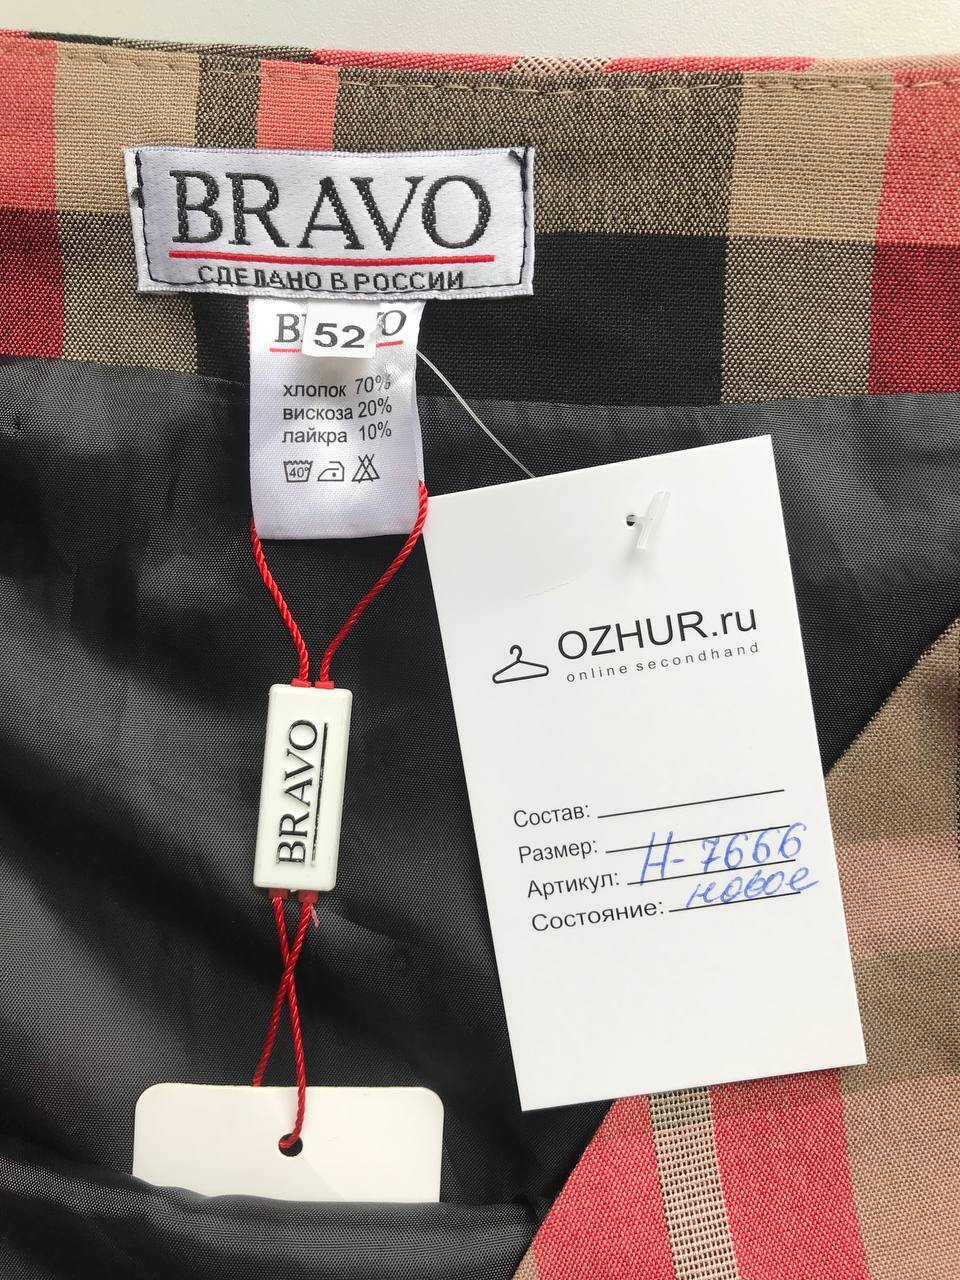 BRAVO
СДЕЛАНО В РОССИИ
52
хлопок 70%
вискоза 20%
лайкра 10%
40°
BRAVO
OZHUR.ru
online secondhand
Состав:
Размер:
Артикул: Н-7666
Состояние: новое